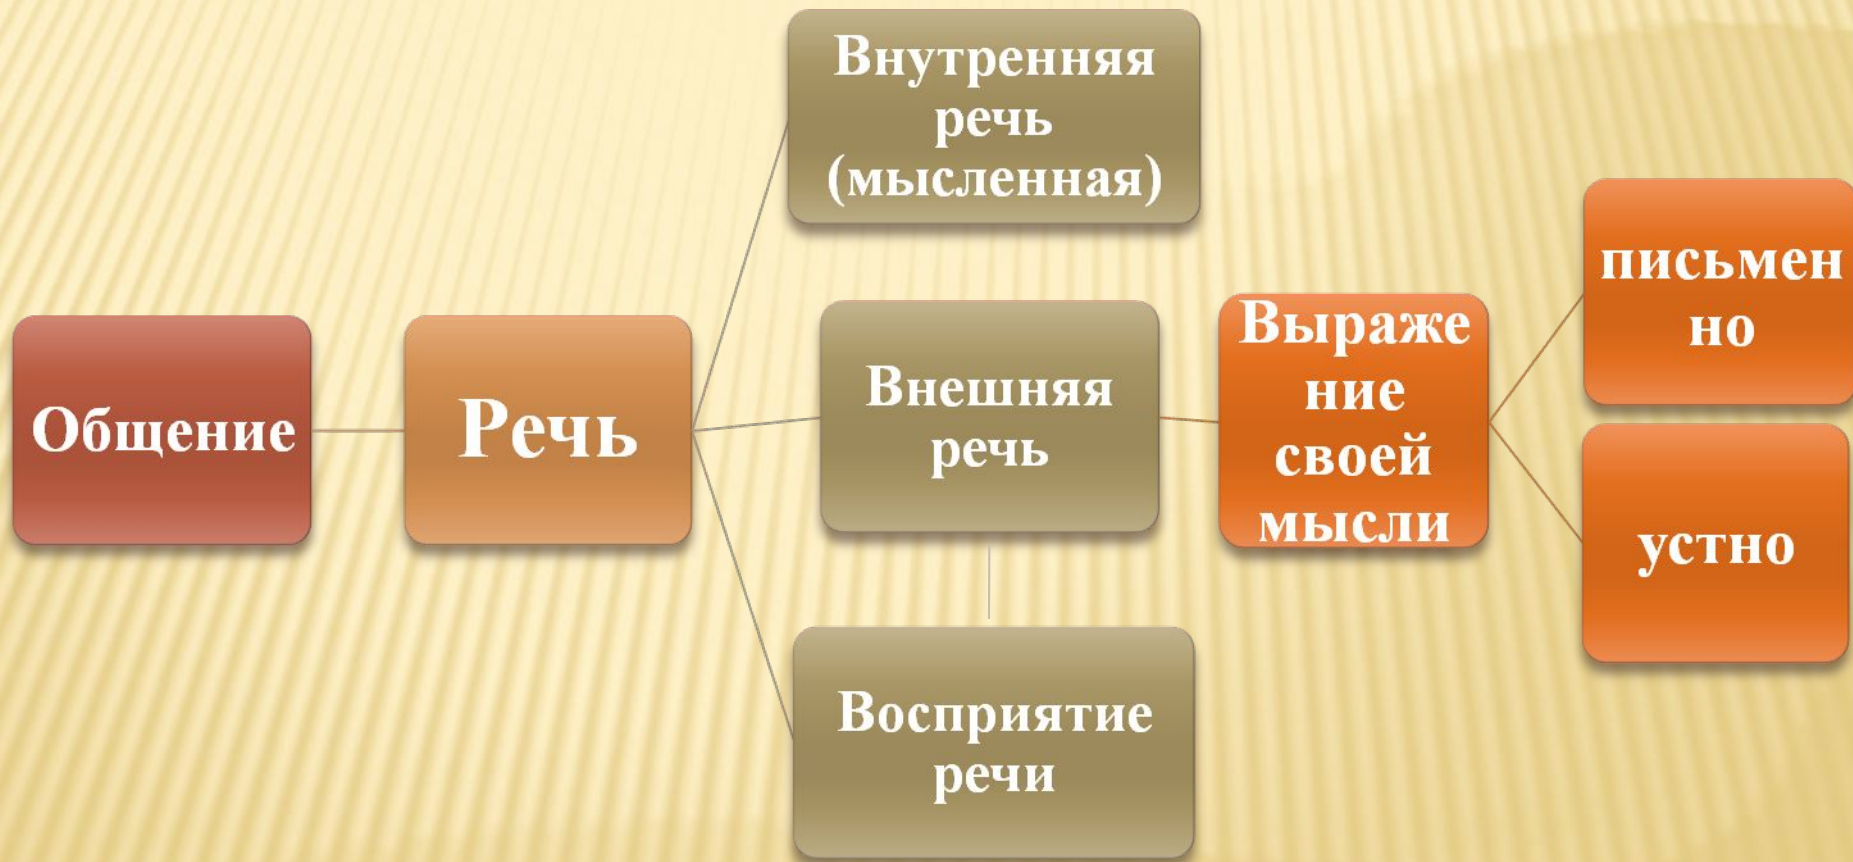 Общение
Речь
Внутренняя
речь
(мысленная)
Внешняя
речь
Восприятие
речи
Выраже
ние
своей
мысли
письмен
но
устно